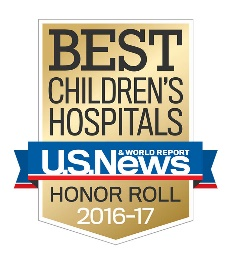 BEST
CHILDREN'S
HOSPITALS
& WORLD REPORT
U.S.News
HONOR ROLL
2016-17